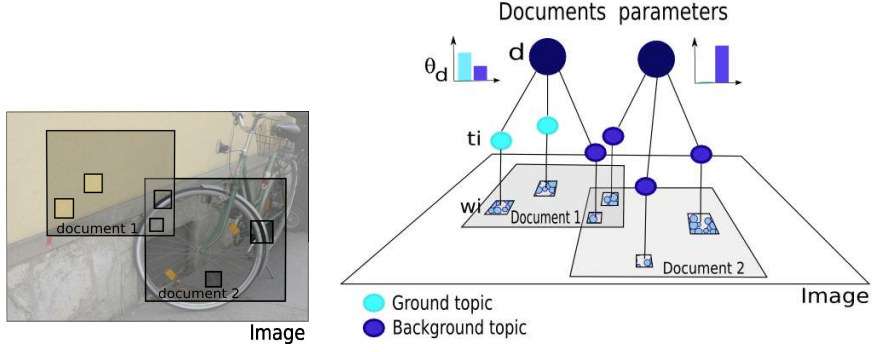 document 1
document 2
Image
Documents parameters
θd
d
ti
wi
Document 1
Document 2
Image
Ground topic
Background topic